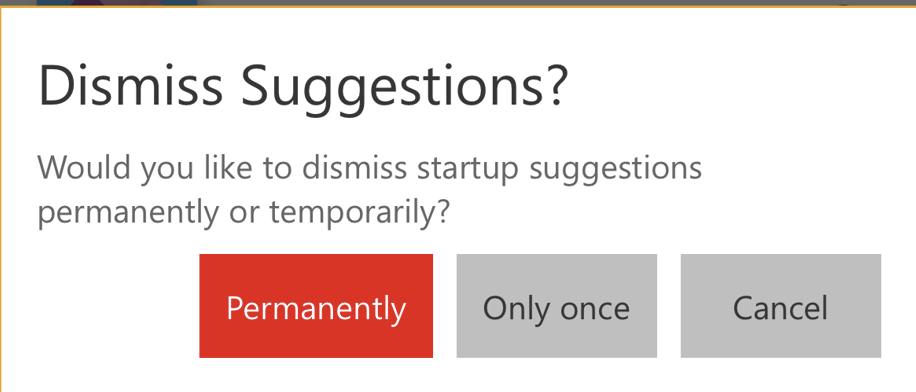 Dismiss Suggestions?
Would you like to dismiss startup suggestions
permanently or temporarily?
Permanently Only once Cancel